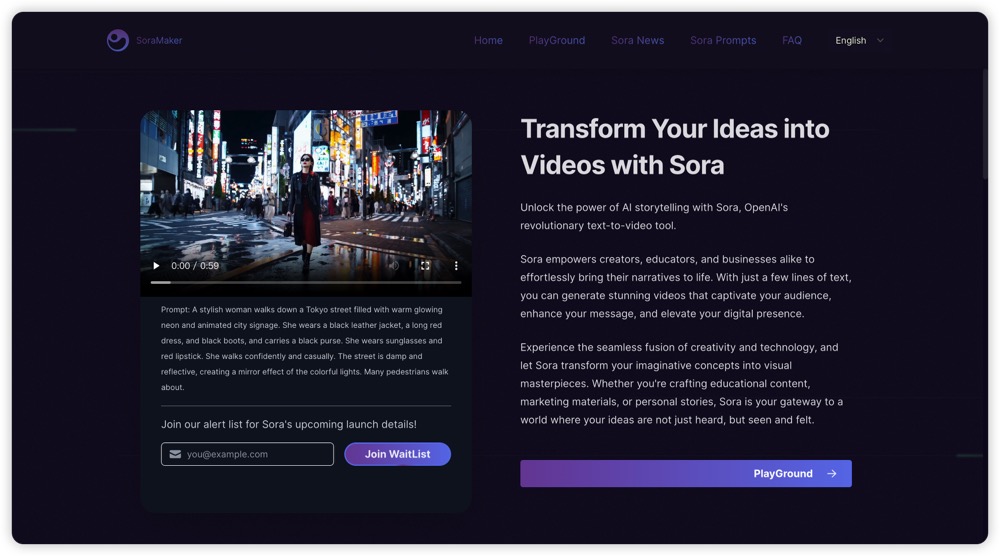 SoraMaker
Home PlayGround Sora News Sora Prompts FAQ English
0:00 / 0:59
Prompt: A stylish woman walks down a Tokyo street filled with warm glowing
neon and animated city signage. She wears a black leather jacket, a long red
dress, and black boots, and carries a black purse. She wears sunglasses and
red lipstick. She walks confidently and casually. The street is damp and
reflective, creating a mirror effect of the colorful lights. Many pedestrians walk
about.
Join our alert list for Sora's upcoming launch details!
you@example.com Join WaitList
Transform Your Ideas into
Videos with Sora
Unlock the power of AI storytelling with Sora, OpenAI's
revolutionary text-to-video tool.
Sora empowers creators, educators, and businesses alike to
effortlessly bring their narratives to life. With just a few lines of text,
you can generate stunning videos that captivate your audience,
enhance your message, and elevate your digital presence.
Experience the seamless fusion of creativity and technology, and
let Sora transform your imaginative concepts into visual
masterpieces. Whether you're crafting educational content,
marketing materials, or personal stories, Sora is your gateway to a
world where your ideas are not just heard, but seen and felt.
PlayGround →